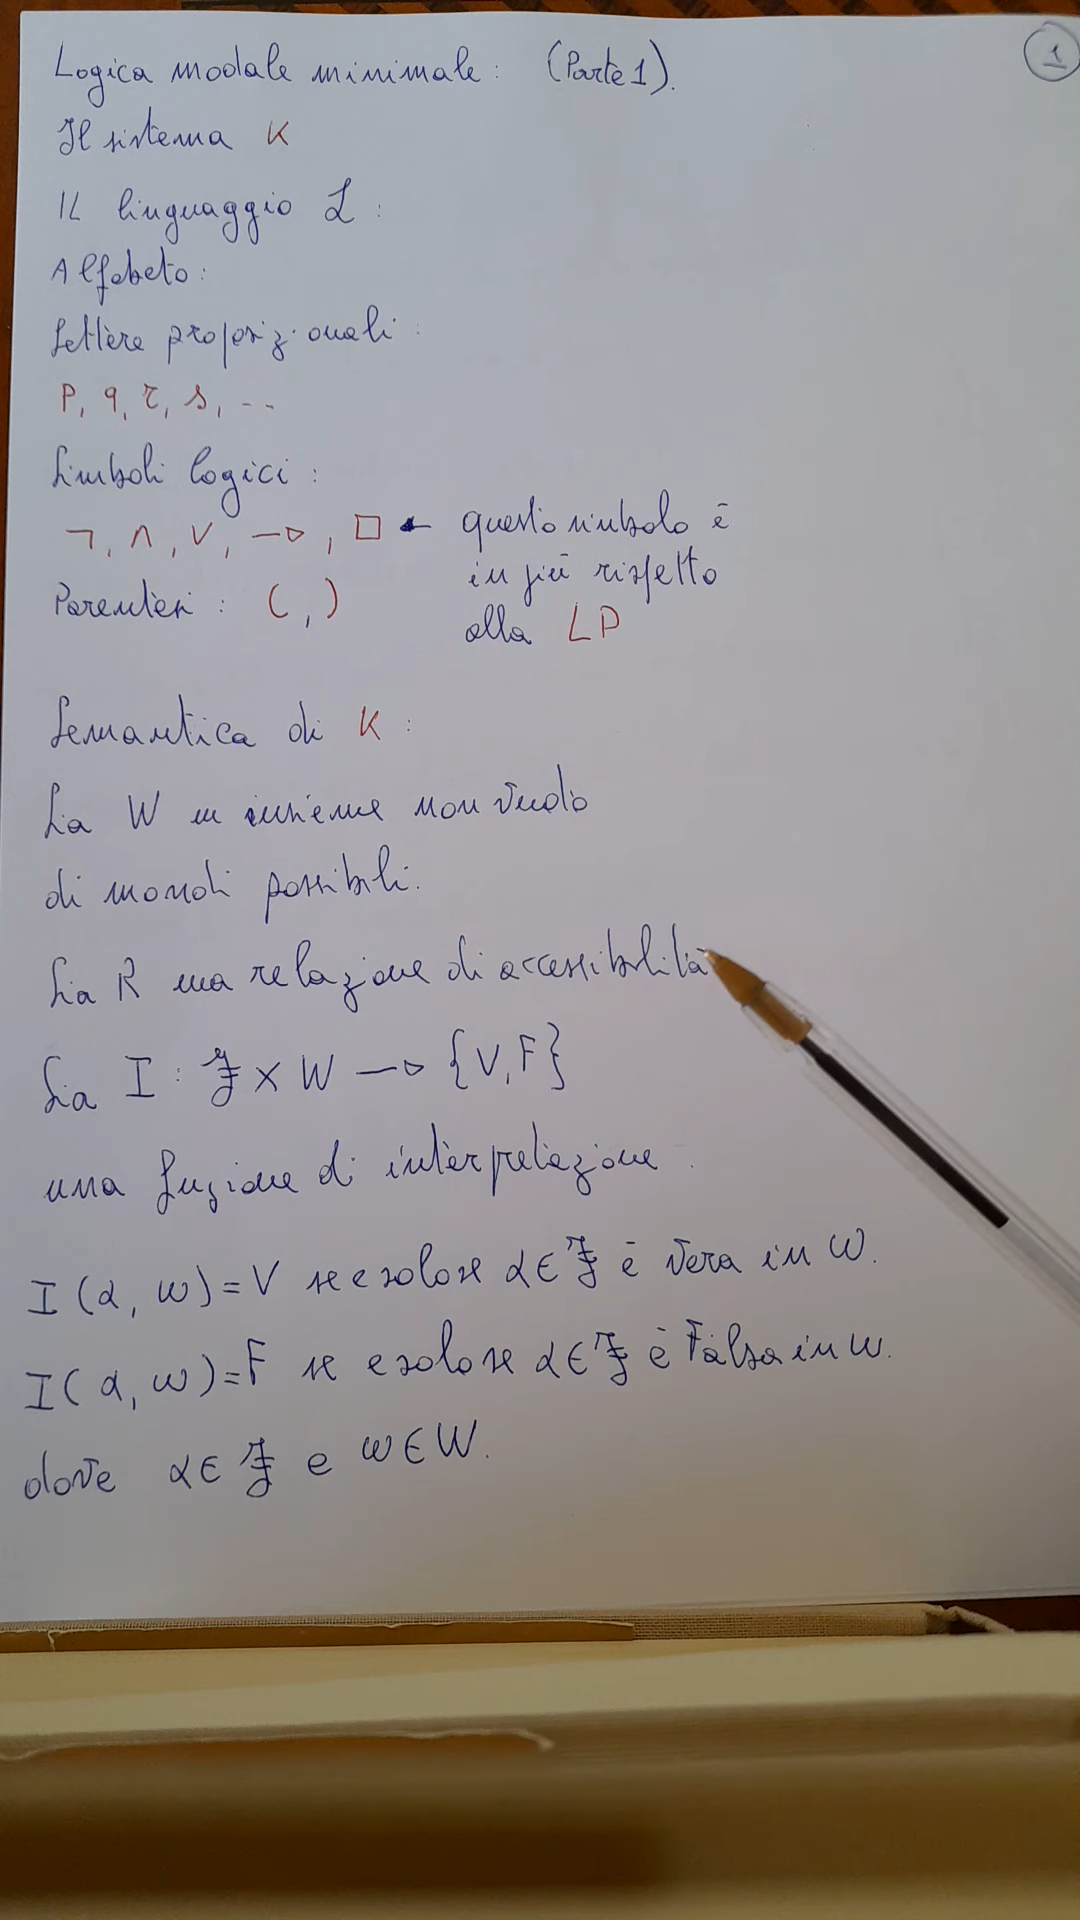 Logica modale minimale: (Parte 1).
1
Il sistema K
IL linguaggio L:
Alfabeto:
Lettere proposizionali:
P, q, r, s, ...
Simboli logici:
¬, ∧, ∨, →, □ ← questo simbolo è
in più rispetto
alla LP
Parentesi: (,)
Semantica di K:
Sia W un insieme non vuoto
di mondi possibili.
Sia R una relazione di accessibilità
Sia I: F × W → {V, F}
una funzione di interpretazione.
I(α, w) = V se e solo se α ∈ F è vera in w.
I(α, w) = F se e solo se α ∈ F è Falsa in w.
dove α ∈ F e w ∈ W.